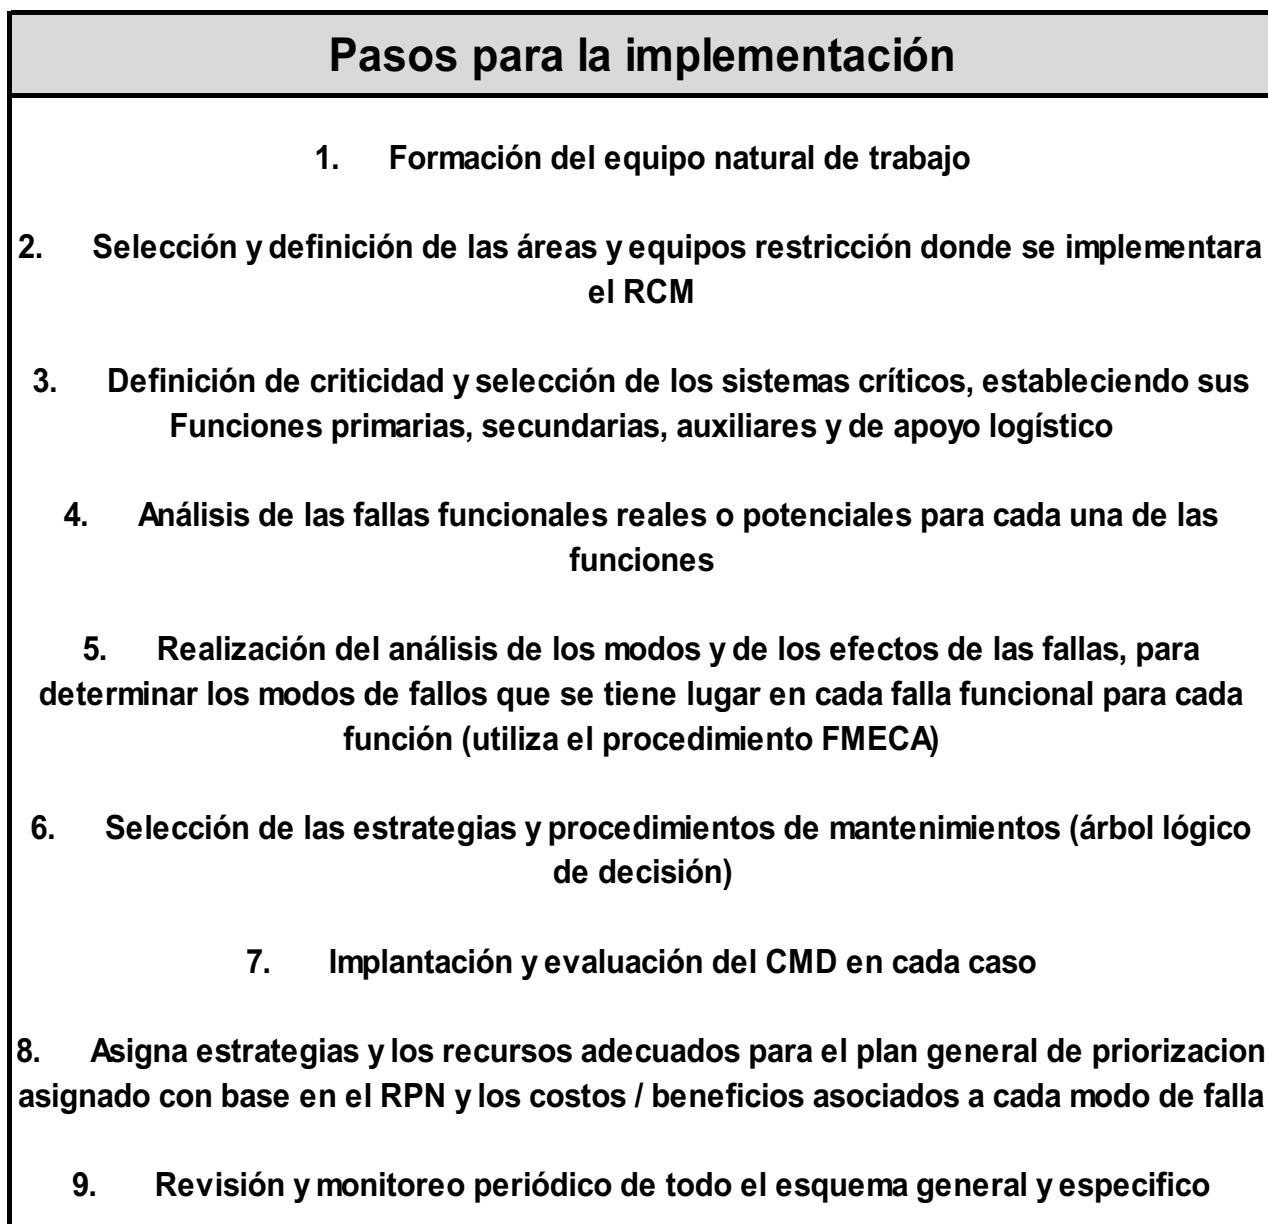 Pasos para la implementación
1. Formación del equipo natural de trabajo
2. Selección y definición de las áreas y equipos restricción donde se implementara
el RCM
3. Definición de criticidad y selección de los sistemas críticos, estableciendo sus
Funciones primarias, secundarias, auxiliares y de apoyo logístico
4. Análisis de las fallas funcionales reales o potenciales para cada una de las
funciones
5. Realización del análisis de los modos y de los efectos de las fallas, para
determinar los modos de fallos que se tiene lugar en cada falla funcional para cada
función (utiliza el procedimiento FMECA)
6. Selección de las estrategias y procedimientos de mantenimientos (árbol lógico
de decisión)
7. Implantación y evaluación del CMD en cada caso
8. Asigna estrategias y los recursos adecuados para el plan general de priorizacion
asignado con base en el RPN y los costos / beneficios asociados a cada modo de falla
9. Revisión y monitoreo periódico de todo el esquema general y especifico